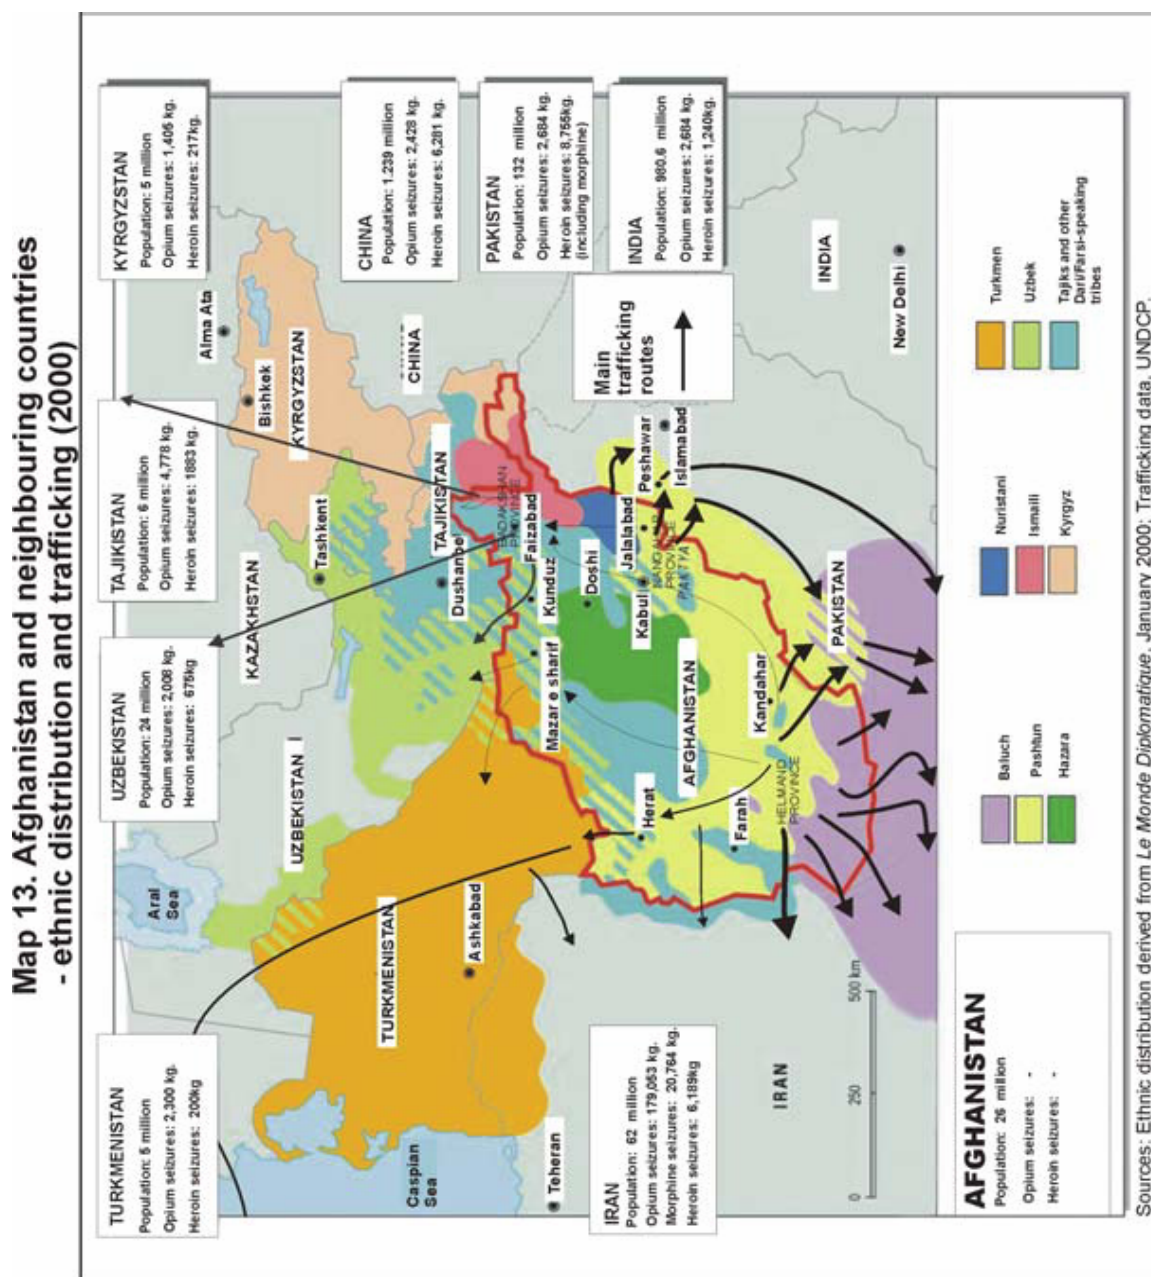 Map 13. Afghanistan and neighbouring countries
- ethnic distribution and trafficking (2000)
TURKMENISTAN
Population: 5 million
Opium seizures: 2,300 kg.
Heroin seizures: 200kg
UZBEKISTAN
Population: 24 million
Opium seizures: 2,008 kg.
Heroin seizures: 675kg
TAJIKISTAN
Population: 6 million
Opium seizures: 4,778 kg.
Heroin seizures: 1883 kg.
KYRGYZSTAN
Population: 5 million
Opium seizures: 1,405 kg.
Heroin seizures: 217kg.
CHINA
Population: 1.239 million
Opium seizures: 2,428 kg.
Heroin seizures: 6,281 kg.
PAKISTAN
Population: 132 million
Opium seizures: 2,684 kg.
Heroin seizures: 8,755kg.
(including morphine)
INDIA
Population: 980.6 million
Opium seizures: 2,684 kg.
Heroin seizures: 1,240kg.
Main
trafficking
routes
Aral
Sea
KAZAKHSTAN
Alma Ata
Bishkek
KYRGYZSTAN
UZBEKISTAN
Tashkent
CHINA
TURKMENISTAN
Caspian
Sea
Ashkabad
Dushanbe
TAJIKISTAN
BADAKSHAN
PROVINCE
Faizabad
Kunduz
Mazar e sharif
Doshi
Teheran
Herat
Kabul
Jalalabad
Peshawar
Islamabad
NANGAHAR
PROVINCE
PAKTYA
AFGHANISTAN
Farah
Kandahar
HELMAND
PROVINCE
PAKISTAN
INDIA
New Delhi
IRAN
IRAN
Population: 62 million
Opium seizures: 179,053 kg.
Morphine seizures: 20,764 kg.
Heroin seizures: 6,189kg
0 250 500 km
AFGHANISTAN
Population: 26 million
Opium seizures: -
Heroin seizures: -
Baluch
Pashtun
Hazara
Nuristani
Ismaili
Kyrgyz
Turkmen
Uzbek
Tajiks and other
Dari/Farsi-speaking
tribes
Sources: Ethnic distribution derived from Le Monde Diplomatique, January 2000; Trafficking data, UNDCP.